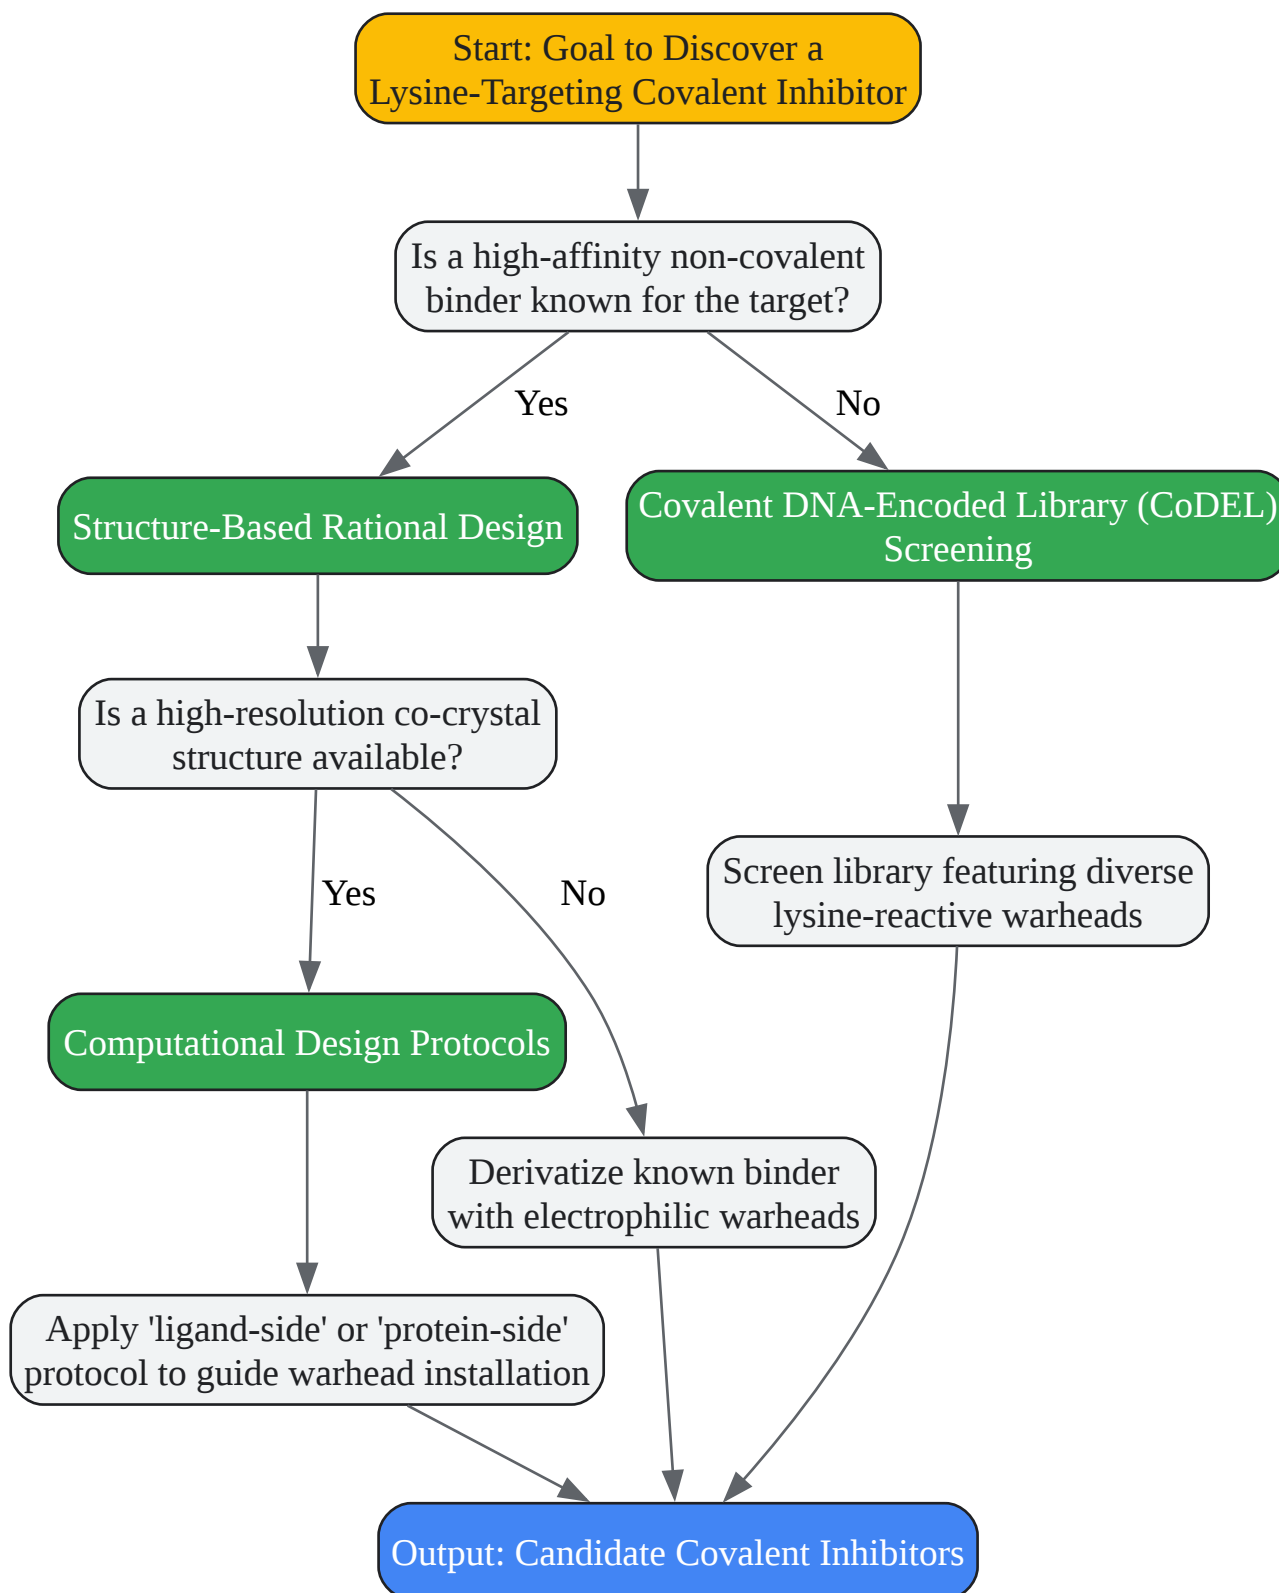 Start: Goal to Discover a
Lysine-Targeting Covalent Inhibitor
Is a high-affinity non-covalent
binder known for the target?
Yes
No
Structure-Based Rational Design
Covalent DNA-Encoded Library (CoDEL)
Screening
Is a high-resolution co-crystal
structure available?
Yes
No
Screen library featuring diverse
lysine-reactive warheads
Computational Design Protocols
Derivatize known binder
with electrophilic warheads
Apply 'ligand-side' or 'protein-side'
protocol to guide warhead installation
Output: Candidate Covalent Inhibitors